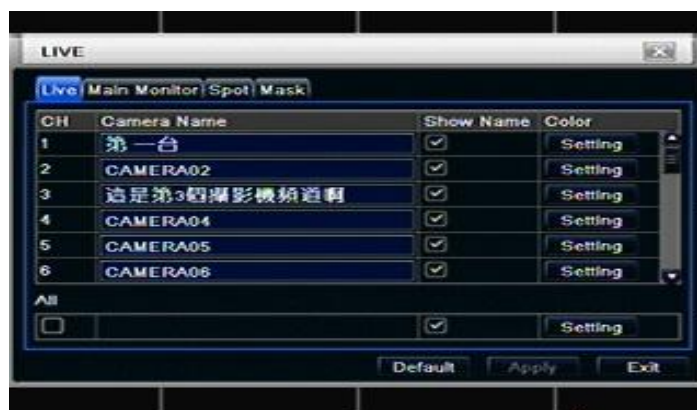 LIVE
Live Main Monitor Spot Mask
CH Camera Name Show Name Color
1 第一台 Setting
2 CAMERA02 Setting
3 這是第3個攝影機頻道啊 Setting
4 CAMERA04 Setting
5 CAMERA05 Setting
6 CAMERA06 Setting
All
Setting
Default Apply Exit